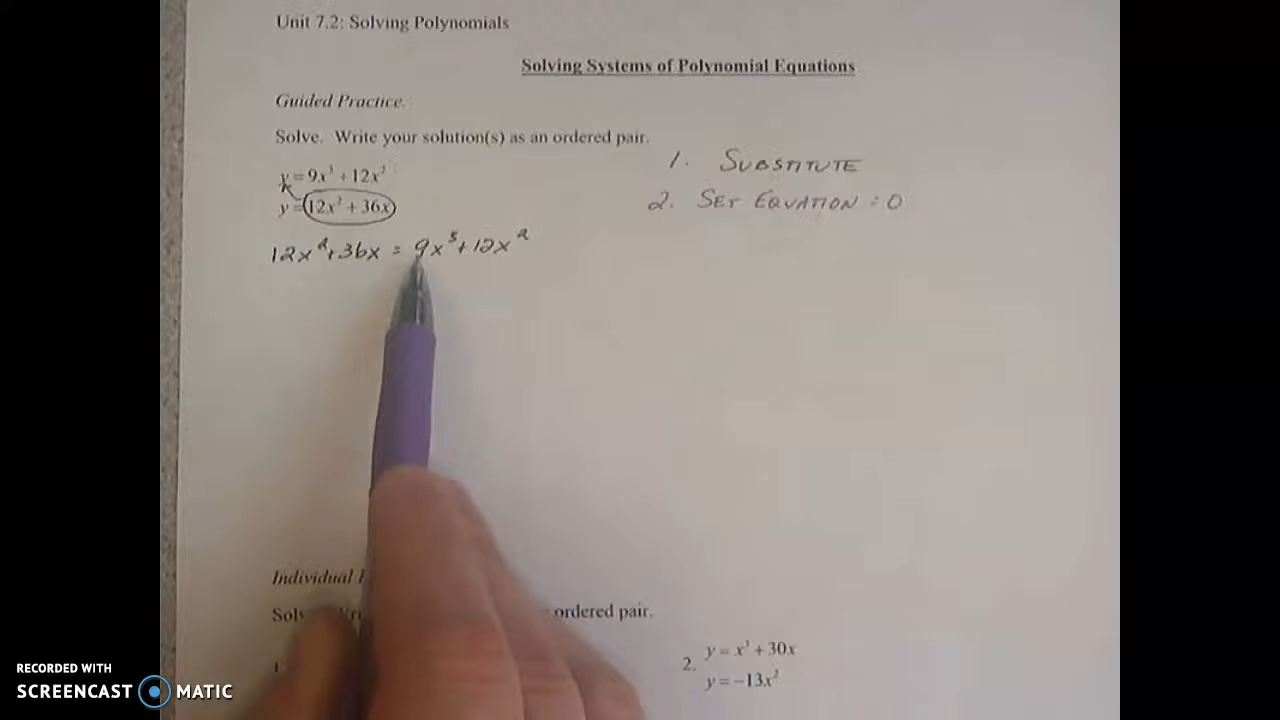 Unit 7.2: Solving Polynomials
Solving Systems of Polynomial Equations
Guided Practice.
Solve. Write your solution(s) as an ordered pair.
y = 9x³ + 12x²
y = 12x² + 36x
1. SUBSTITUTE
2. SET EQUATION = 0
12x² + 36x = 9x³ + 12x²
Individual
ordered pair.
2. y = x³ + 30x
y = −13x²
RECORDED WITH
SCREENCAST MATIC